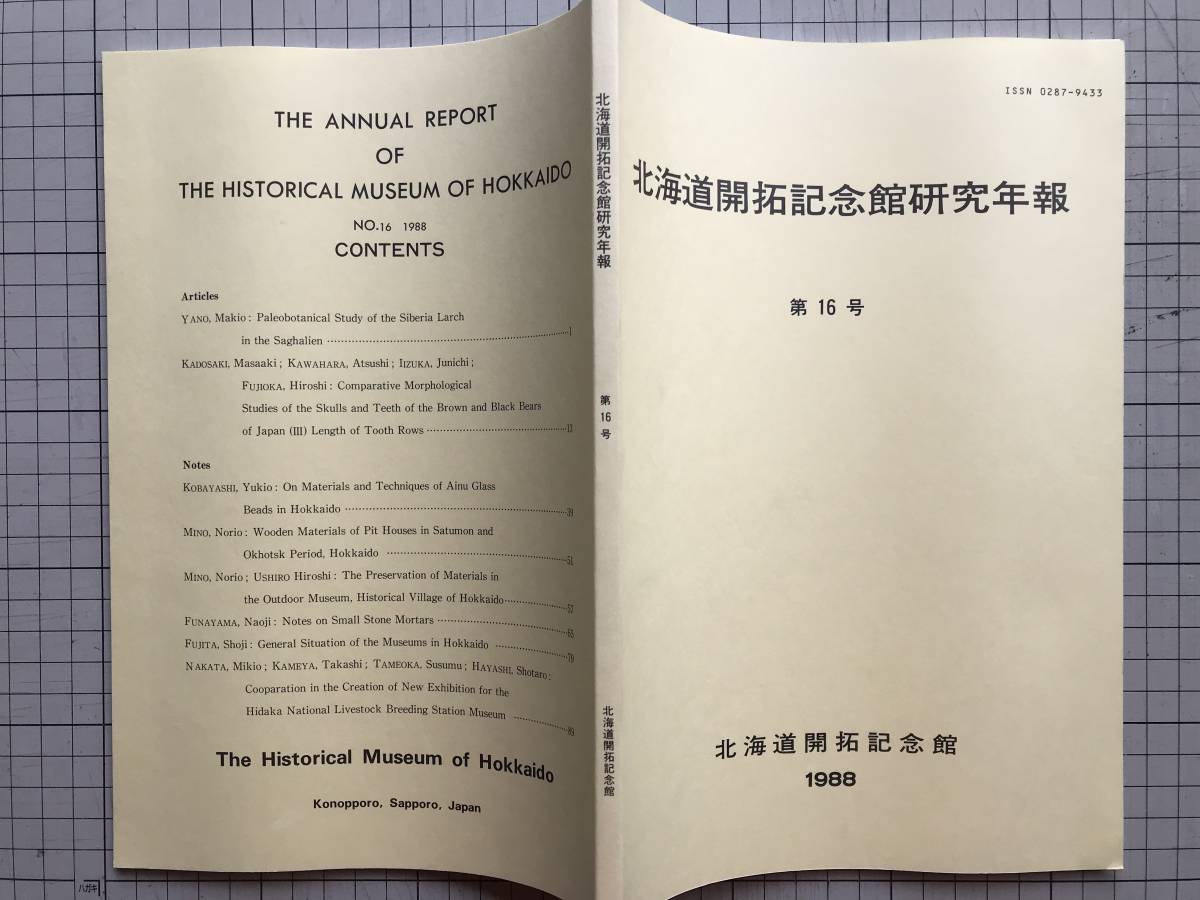 THE ANNUAL REPORT
OF
THE HISTORICAL MUSEUM OF HOKKAIDO
NO.16 1988
CONTENTS
Articles
YANO, Makio: Paleobotanical Study of the Siberia Larch
in the Saghalien ……………………………………………1
KADOSAKI, Masaaki; KAWAHARA, Atsushi; IIZUKA, Junichi;
FUJIOKA, Hiroshi: Comparative Morphological
Studies of the Skulls and Teeth of the Brown and Black Bears
of Japan (III) Length of Tooth Rows ……………………………11
Notes
KOBAYASHI, Yukio: On Materials and Techniques of Ainu Glass
Beads in Hokkaido ……………………………………………39
MINO, Norio: Wooden Materials of Pit Houses in Satumon and
Okhotsk Period, Hokkaido ……………………………………51
MINO, Norio; USHIRO Hiroshi: The Preservation of Materials in
the Outdoor Museum, Historical Village of Hokkaido……………57
FUNAYAMA, Naoji: Notes on Small Stone Mortars ……………………65
FUJITA, Shoji: General Situation of the Museums in Hokkaido ……………79
NAKATA, Mikio; KAMEYA, Takashi; TAMEOKA, Susumu; HAYASHI, Shotaro:
Cooparation in the Creation of New Exhibition for the
Hidaka National Livestock Breeding Station Museum …………85
The Historical Museum of Hokkaido
Konopporo, Sapporo, Japan
北海道開拓記念館研究年報
第16号
北海道開拓記念館
ISSN 0287-9433
北海道開拓記念館研究年報
第 16 号
北海道開拓記念館
1988
ハガキ